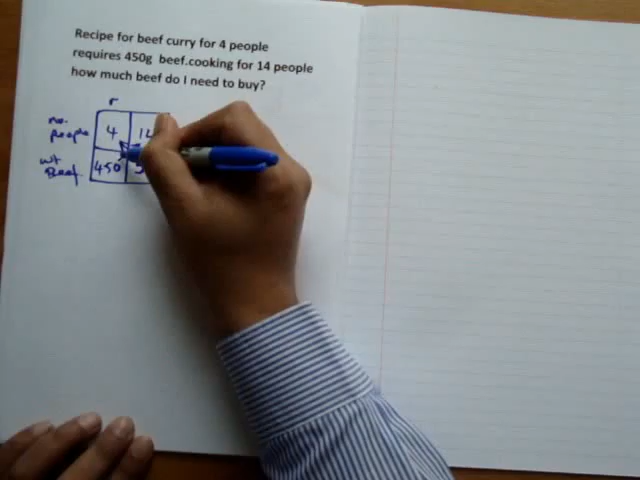 Recipe for beef curry for 4 people
requires 450g beef.cooking for 14 people
how much beef do I need to buy?
r
no. people 4
wt Beef 450